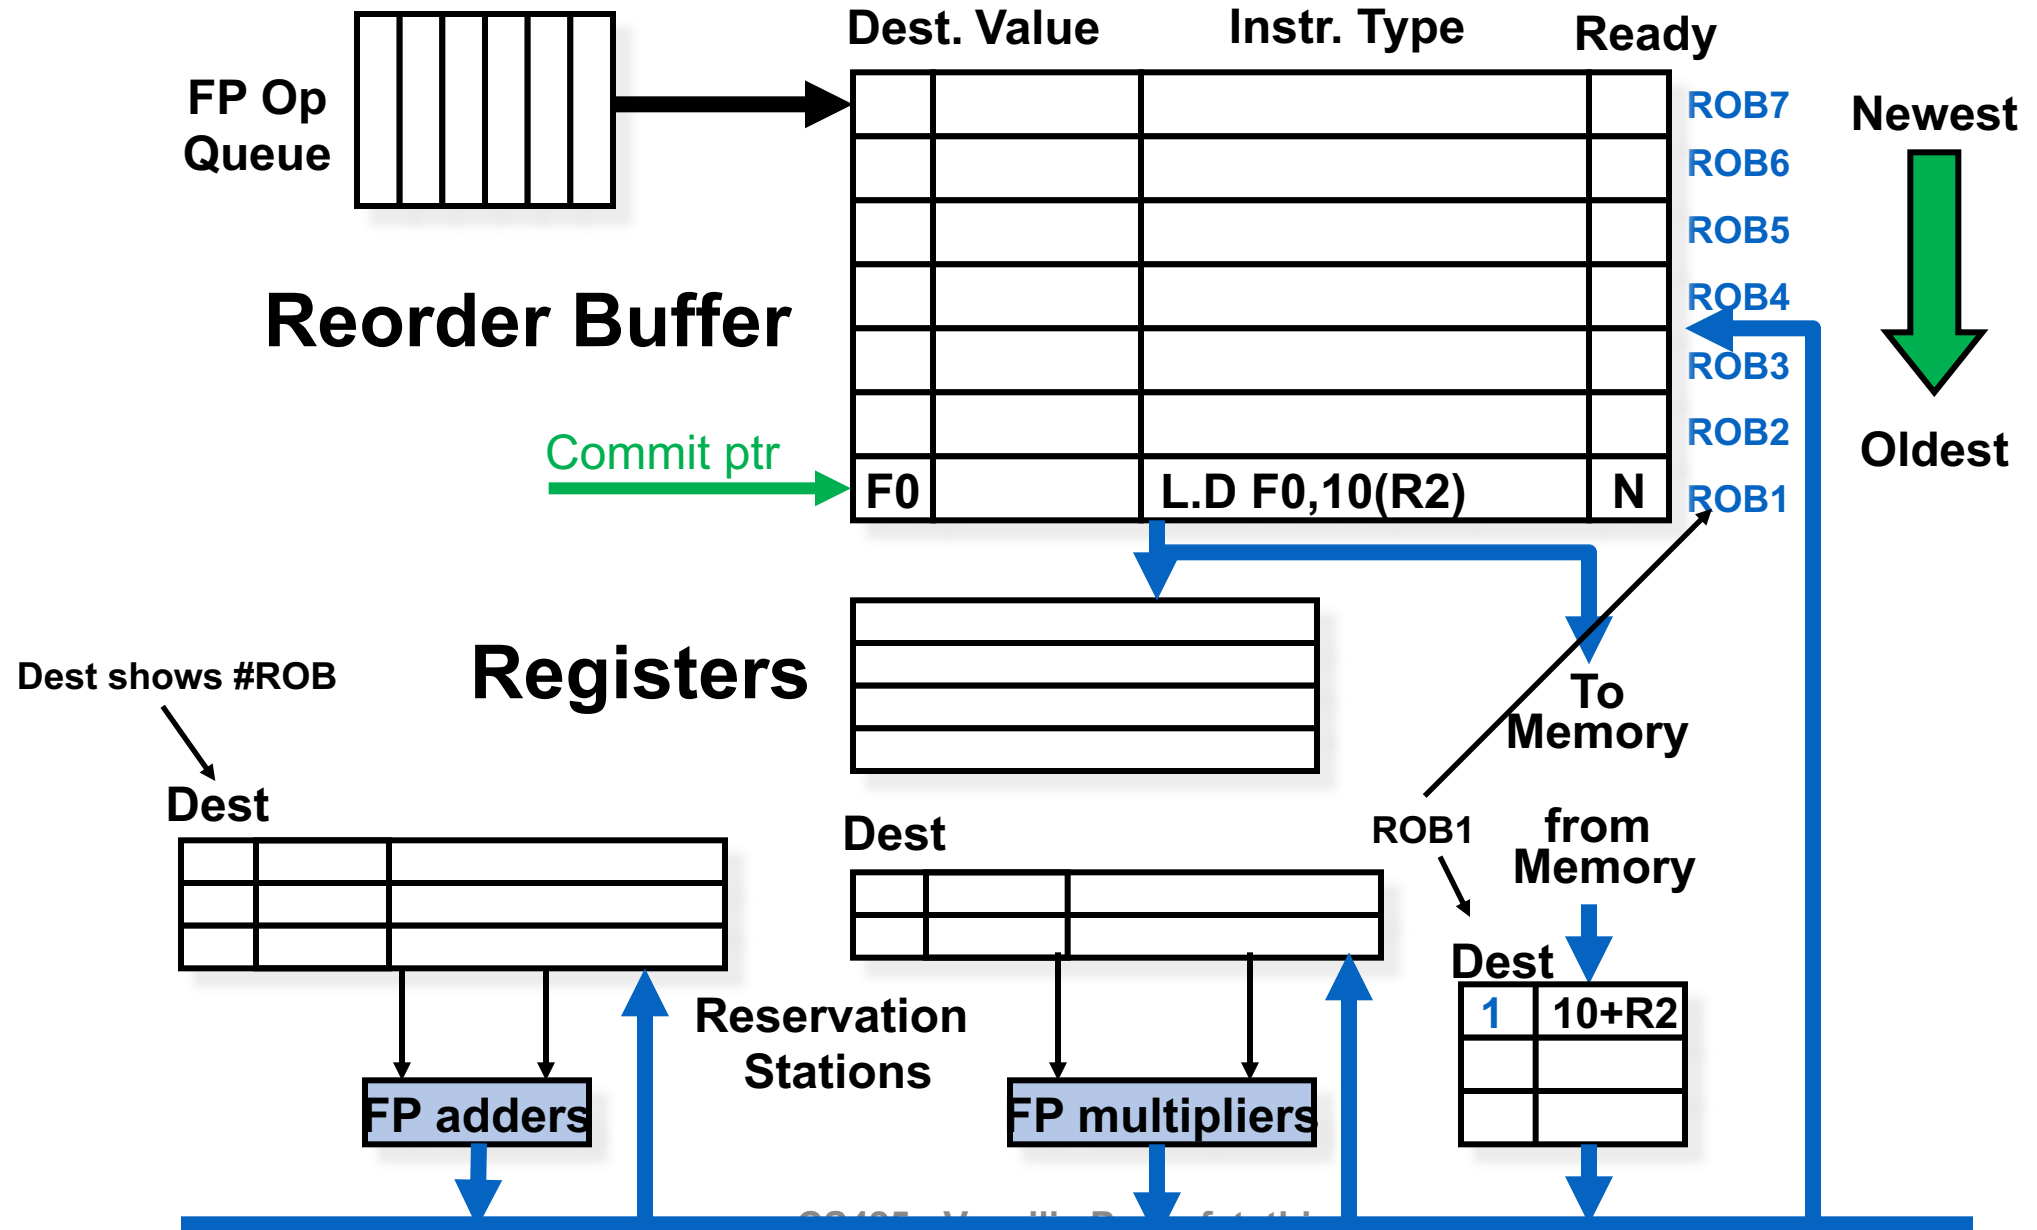 Dest. Value
Instr. Type
Ready
FP Op
Queue
ROB7
Newest
ROB6
ROB5
Reorder Buffer
ROB4
ROB3
Commit ptr
ROB2
Oldest
F0
L.D F0,10(R2)
N
ROB1
Registers
Dest shows #ROB
To
Memory
Dest
Dest
ROB1
from
Memory
Dest
Reservation
Stations
1
10+R2
FP adders
FP multipliers